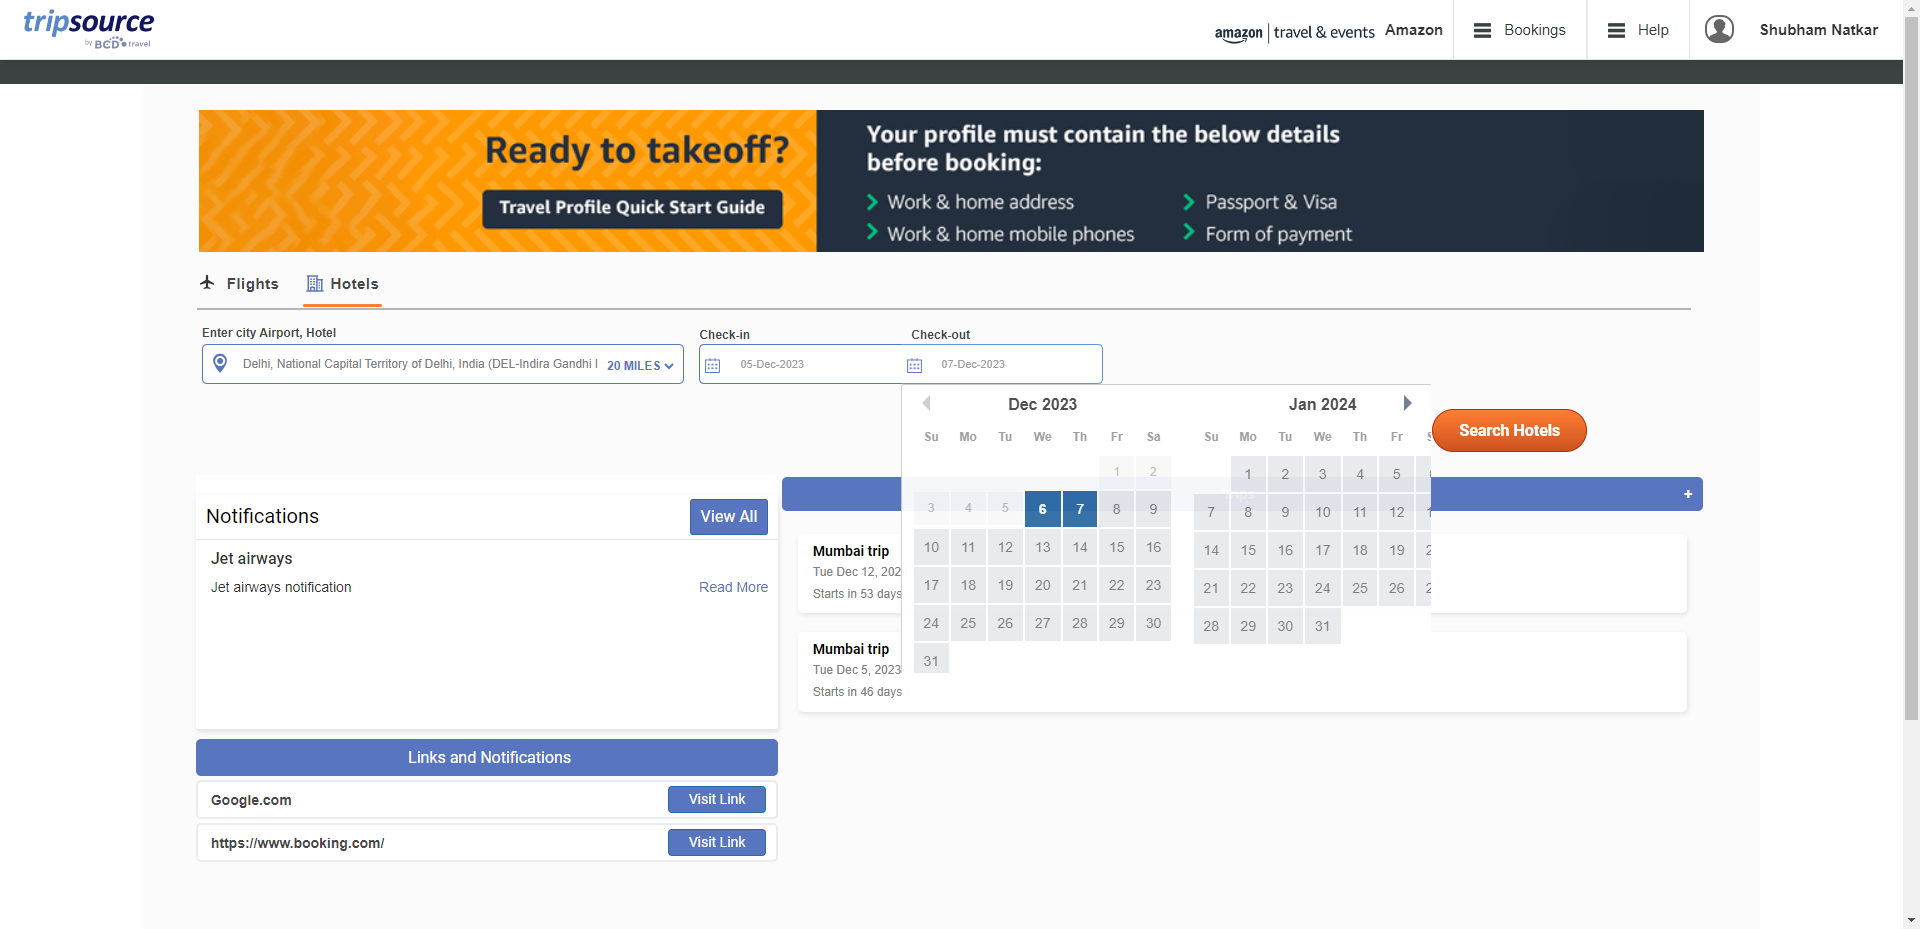 tripsource
by BCD travel
amazon | travel & events Amazon
Bookings
Help
Shubham Natkar
Ready to takeoff?
Travel Profile Quick Start Guide
Your profile must contain the below details
before booking:
Work & home address
Passport & Visa
Work & home mobile phones
Form of payment
Flights
Hotels
Enter city Airport, Hotel
Check-in
Check-out
Delhi, National Capital Territory of Delhi, India (DEL-Indira Gandhi I
20 MILES
05-Dec-2023
07-Dec-2023
Dec 2023
Su Mo Tu We Th Fr Sa
1 2
3 4 5 6 7 8 9
10 11 12 13 14 15 16
17 18 19 20 21 22 23
24 25 26 27 28 29 30
31
Jan 2024
Su Mo Tu We Th Fr
1 2 3 4 5
7 8 9 10 11 12
14 15 16 17 18 19
21 22 23 24 25 26
28 29 30 31
Search Hotels
Trips
+
Notifications
View All
Jet airways
Jet airways notification
Read More
Mumbai trip
Tue Dec 12, 202
Starts in 53 days
Mumbai trip
Tue Dec 5, 2023
Starts in 46 days
Links and Notifications
Google.com
Visit Link
https://www.booking.com/
Visit Link